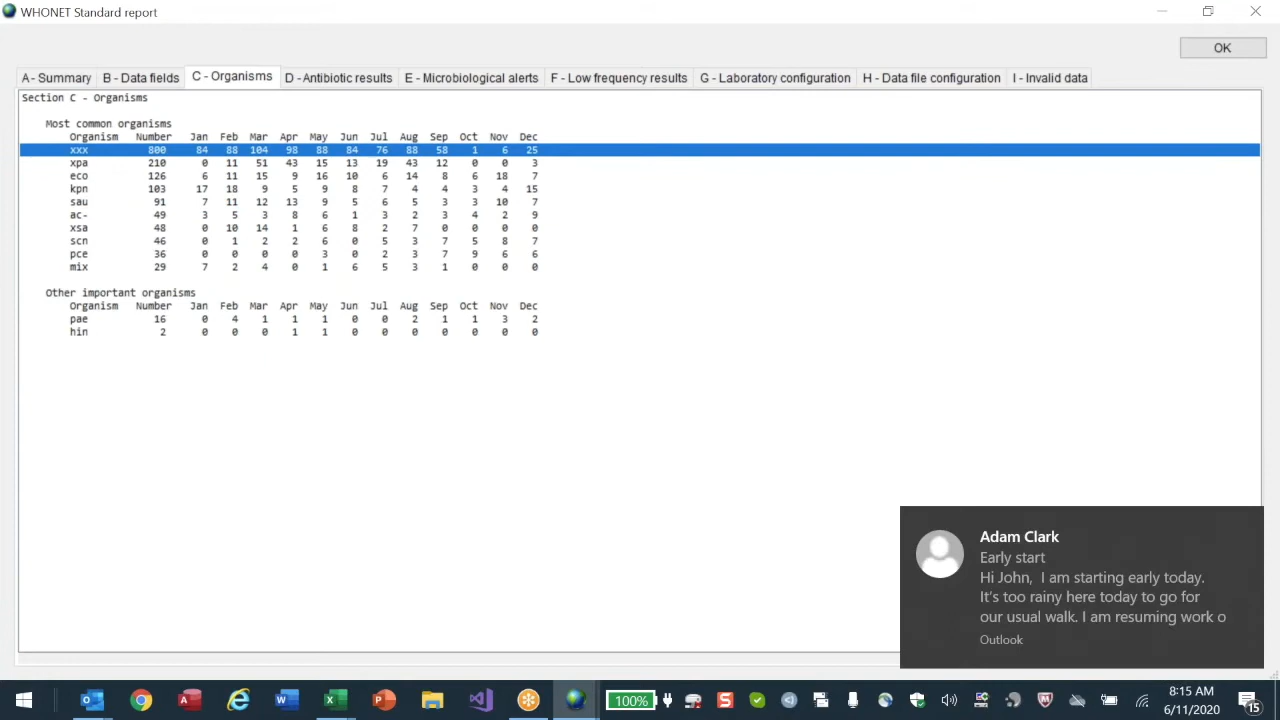 WHONET Standard report
OK
A - Summary B - Data fields C - Organisms D - Antibiotic results E - Microbiological alerts F - Low frequency results G - Laboratory configuration H - Data file configuration I - Invalid data
Section C - Organisms
Most common organisms
Organism Number Jan Feb Mar Apr May Jun Jul Aug Sep Oct Nov Dec
xxx 800 84 88 104 98 88 84 76 88 58 1 6 25
xpa 210 0 11 51 43 15 13 19 43 12 0 0 3
eco 126 6 11 15 9 16 10 6 14 8 6 18 7
kpn 103 17 18 9 5 9 8 7 4 4 3 4 15
sau 91 7 11 12 13 9 5 6 5 3 3 10 7
ac- 49 3 5 3 8 6 1 3 2 3 4 2 9
xsa 48 0 10 14 1 6 8 2 7 0 0 0 0
scn 46 0 1 2 2 6 0 5 3 7 5 8 7
pce 36 0 0 0 0 3 0 2 3 7 9 6 6
mix 29 7 2 4 0 1 6 5 3 1 0 0 0
Other important organisms
Organism Number Jan Feb Mar Apr May Jun Jul Aug Sep Oct Nov Dec
pae 16 0 4 1 1 1 0 0 2 1 1 3 2
hin 2 0 0 0 1 1 0 0 0 0 0 0 0
Adam Clark
Early start
Hi John, I am starting early today.
It's too rainy here today to go for
our usual walk. I am resuming work o
Outlook
100%
8:15 AM
6/11/2020
15